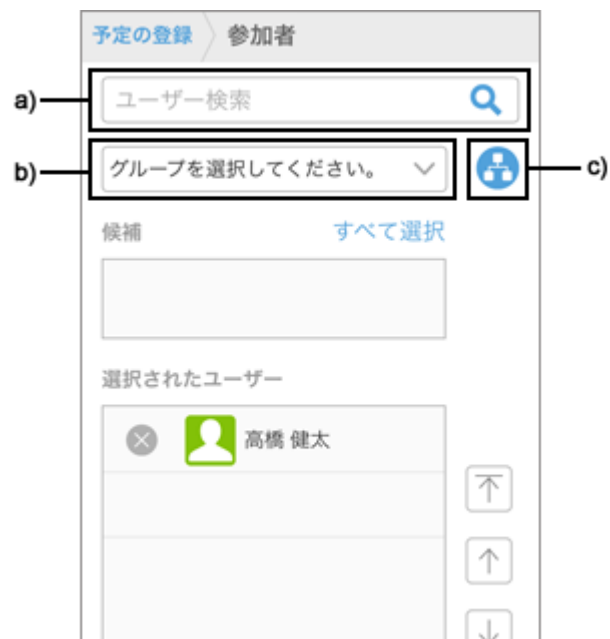 予定の登録 参加者
a) ユーザー検索
b) グループを選択してください。 c)
候補 すべて選択
選択されたユーザー
高橋 健太